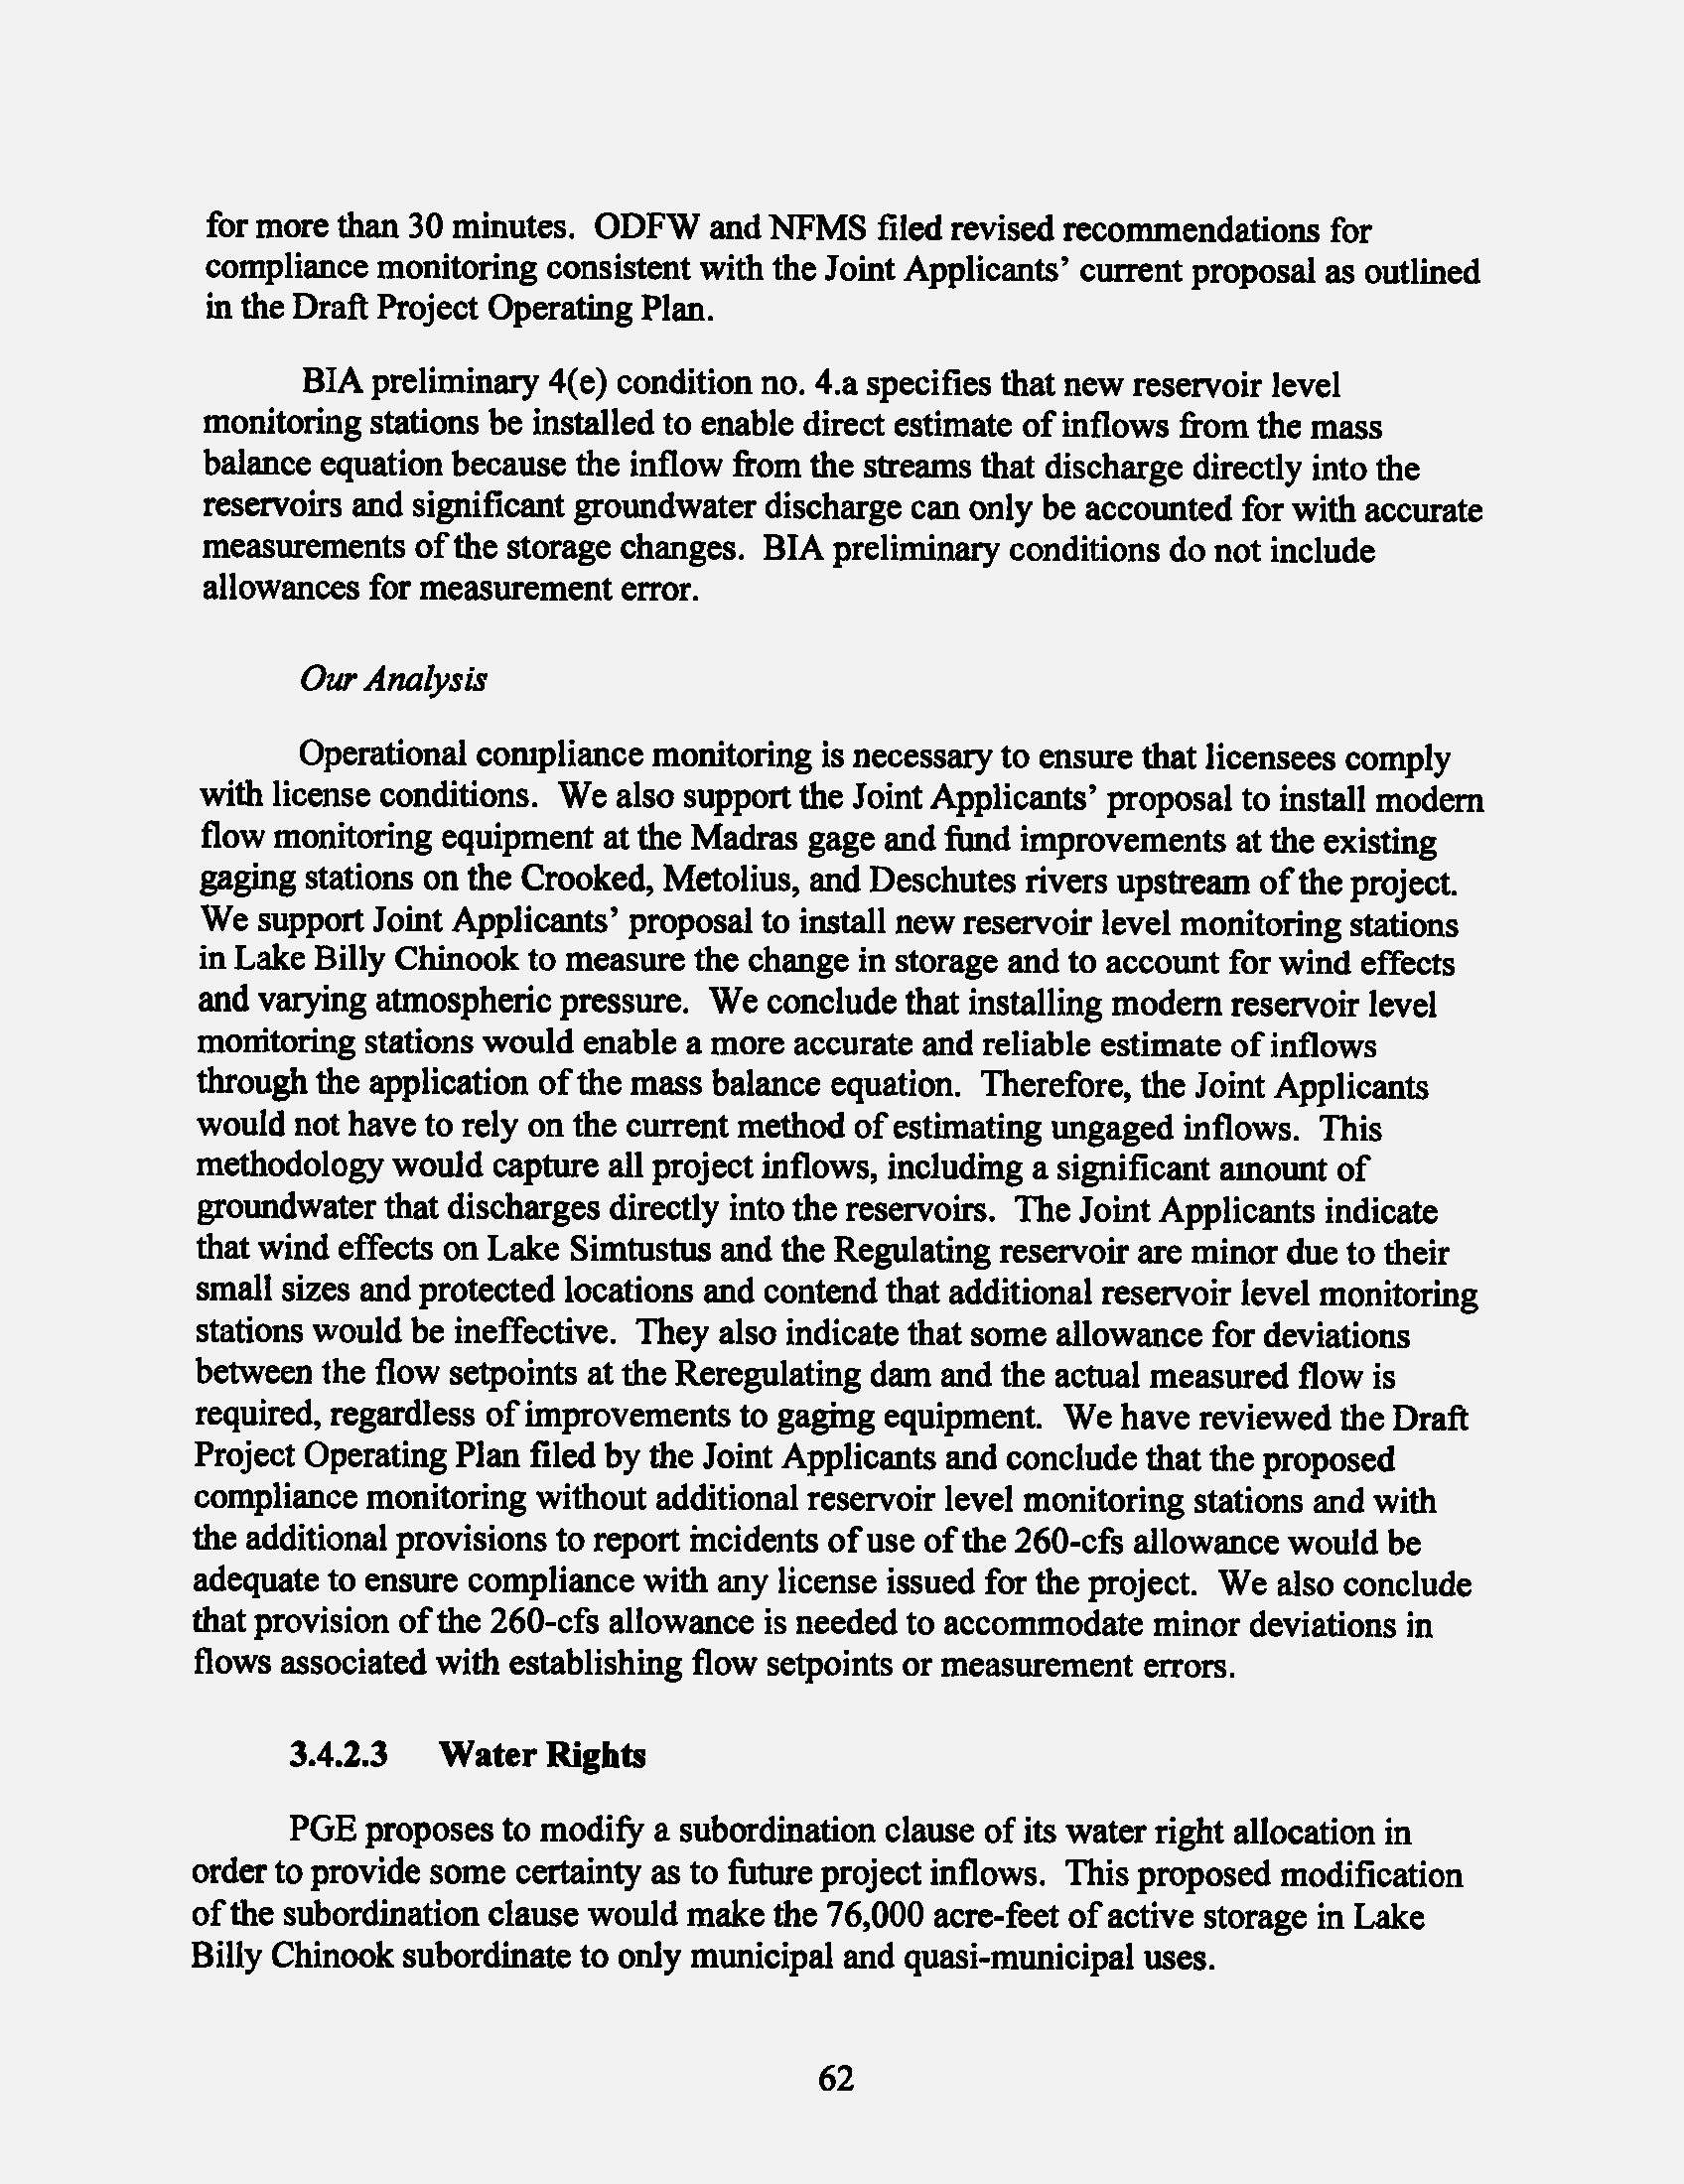 for more than 30 minutes. ODFW and NFMS filed revised recommendations for
compliance monitoring consistent with the Joint Applicants' current proposal as outlined
in the Draft Project Operating Plan.
BIA preliminary 4(e) condition no. 4.a specifies that new reservoir level
monitoring stations be installed to enable direct estimate of inflows from the mass
balance equation because the inflow from the streams that discharge directly into the
reservoirs and significant groundwater discharge can only be accounted for with accurate
measurements of the storage changes. BIA preliminary conditions do not include
allowances for measurement error.
Our Analysis
Operational compliance monitoring is necessary to ensure that licensees comply
with license conditions. We also support the Joint Applicants' proposal to install modern
flow monitoring equipment at the Madras gage and fund improvements at the existing
gaging stations on the Crooked, Metolius, and Deschutes rivers upstream of the project.
We support Joint Applicants' proposal to install new reservoir level monitoring stations
in Lake Billy Chinook to measure the change in storage and to account for wind effects
and varying atmospheric pressure. We conclude that installing modern reservoir level
monitoring stations would enable a more accurate and reliable estimate of inflows
through the application of the mass balance equation. Therefore, the Joint Applicants
would not have to rely on the current method of estimating ungaged inflows. This
methodology would capture all project inflows, including a significant amount of
groundwater that discharges directly into the reservoirs. The Joint Applicants indicate
that wind effects on Lake Simtustus and the Regulating reservoir are minor due to their
small sizes and protected locations and contend that additional reservoir level monitoring
stations would be ineffective. They also indicate that some allowance for deviations
between the flow setpoints at the Reregulating dam and the actual measured flow is
required, regardless of improvements to gaging equipment. We have reviewed the Draft
Project Operating Plan filed by the Joint Applicants and conclude that the proposed
compliance monitoring without additional reservoir level monitoring stations and with
the additional provisions to report incidents of use of the 260-cfs allowance would be
adequate to ensure compliance with any license issued for the project. We also conclude
that provision of the 260-cfs allowance is needed to accommodate minor deviations in
flows associated with establishing flow setpoints or measurement errors.
3.4.2.3 Water Rights
PGE proposes to modify a subordination clause of its water right allocation in
order to provide some certainty as to future project inflows. This proposed modification
of the subordination clause would make the 76,000 acre-feet of active storage in Lake
Billy Chinook subordinate to only municipal and quasi-municipal uses.
62